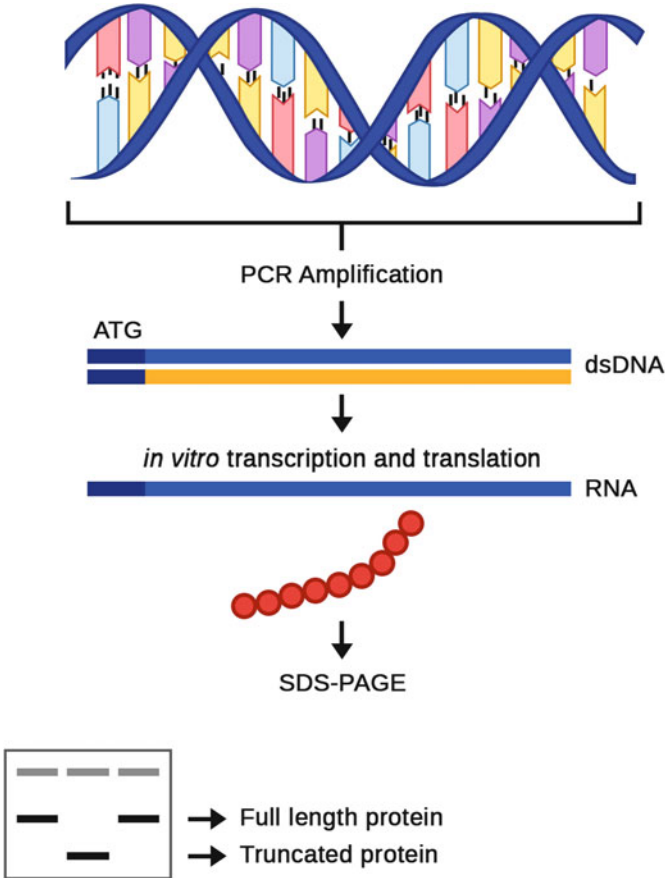 PCR Amplification
ATG
dsDNA
in vitro transcription and translation
RNA
SDS-PAGE
Full length protein
Truncated protein